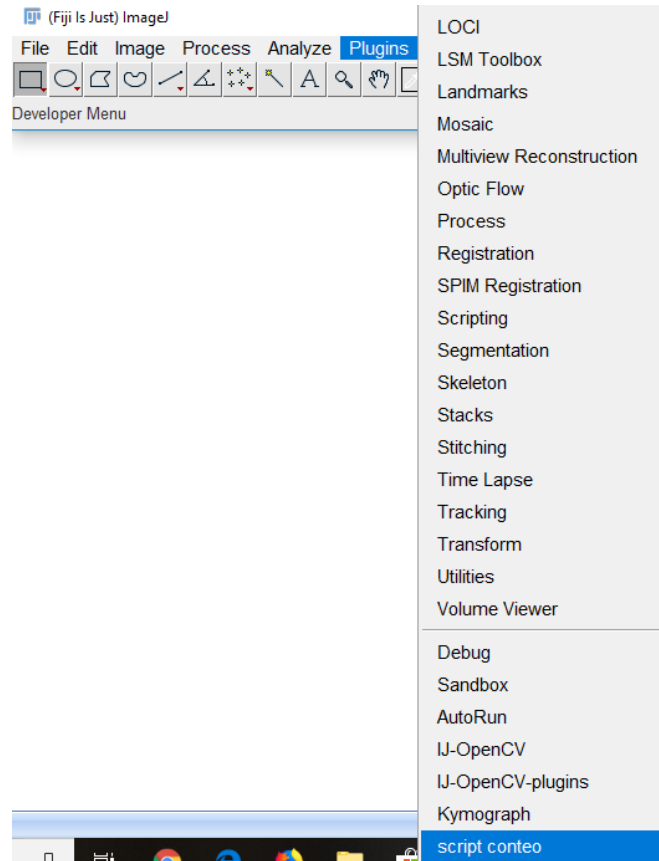 (Fiji Is Just) ImageJ
File Edit Image Process Analyze Plugins
A
Developer Menu
LOCI
LSM Toolbox
Landmarks
Mosaic
Multiview Reconstruction
Optic Flow
Process
Registration
SPIM Registration
Scripting
Segmentation
Skeleton
Stacks
Stitching
Time Lapse
Tracking
Transform
Utilities
Volume Viewer
Debug
Sandbox
AutoRun
IJ-OpenCV
IJ-OpenCV-plugins
Kymograph
script conteo